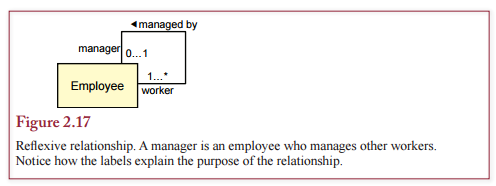 ◄managed by
manager
0...1
Employee
1...*
worker
Figure 2.17
Reflexive relationship. A manager is an employee who manages other workers.
Notice how the labels explain the purpose of the relationship.